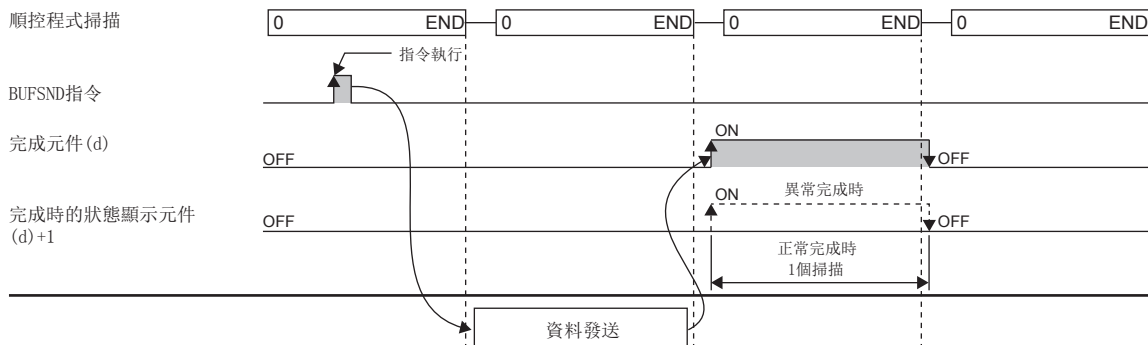 順控程式掃描
0 END 0 END 0 END 0 END
指令執行
BUFSND指令
完成元件(d)
OFF
ON
OFF
完成時的狀態顯示元件
(d)+1
OFF
ON
異常完成時
OFF
正常完成時
1個掃描
資料發送